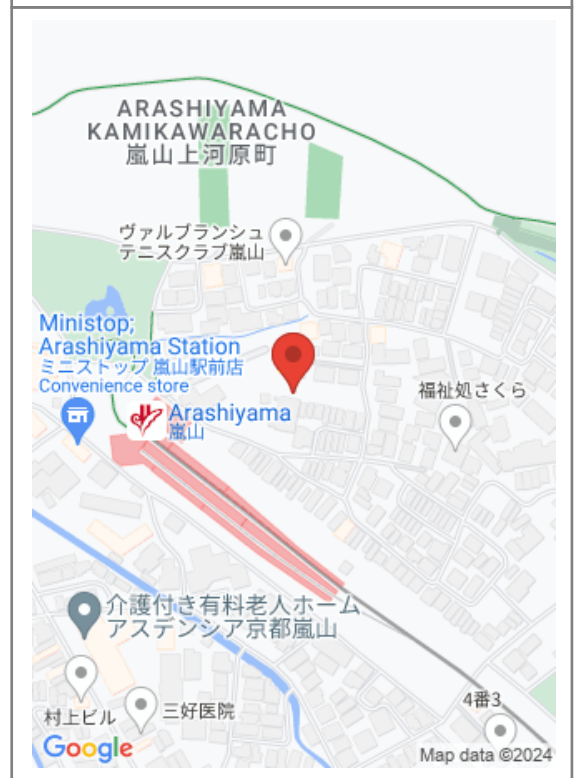 ARASHIYAMA
KAMIKAWARACHO
嵐山上河原町
ヴァルブランシュ
テニスクラブ嵐山
Ministop;
Arashiyama Station
ミニストップ 嵐山駅前店
Convenience store
福祉処さくら
Arashiyama
嵐山
介護付き有料老人ホーム
アスデンシア京都嵐山
村上ビル
三好医院
4番3
Google
Map data ©2024